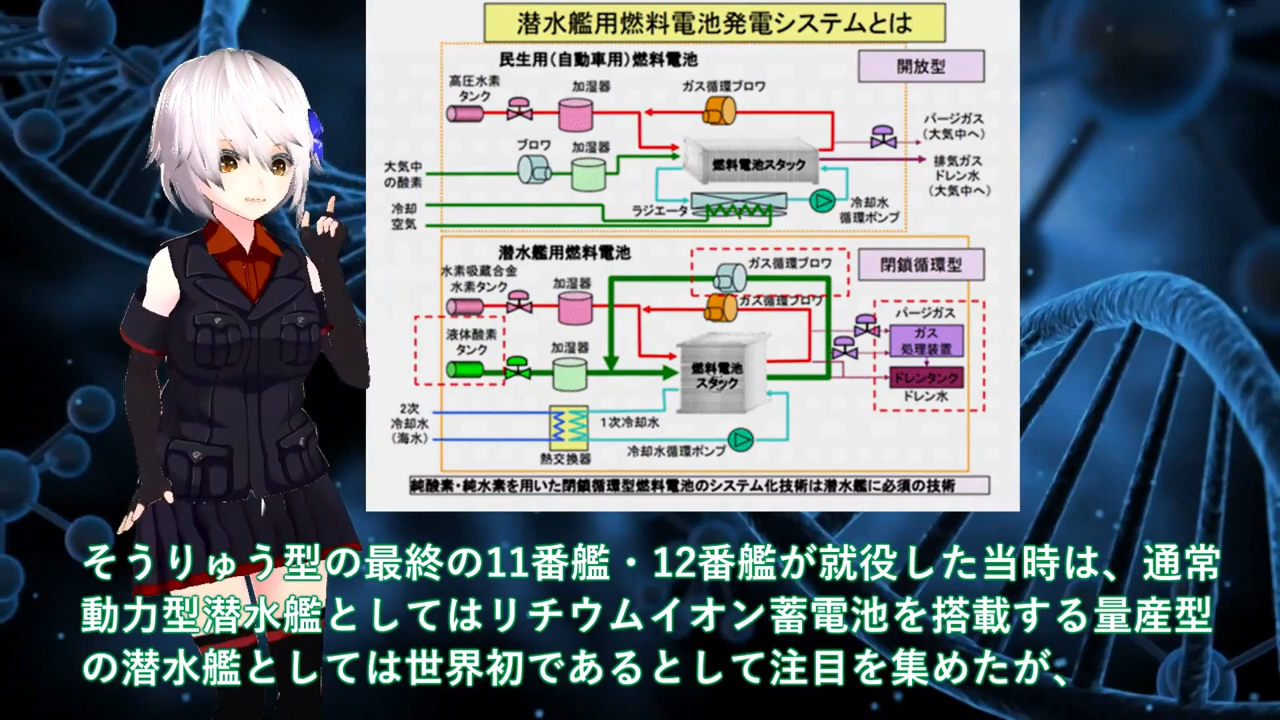 潜水艦用燃料電池発電システムとは
民生用(自動車用)燃料電池
開放型
高圧水素
タンク
加湿器
ガス循環ブロワ
パージガス
(大気中へ)
ブロワ
加湿器
燃料電池スタック
大気中
の酸素
排気ガス
ドレン水
(大気中へ)
冷却
空気
ラジエータ
冷却水
循環ポンプ
潜水艦用燃料電池
閉鎖循環型
水素吸蔵合金
水素タンク
加湿器
ガス循環ブロワ
ガス循環ブロワ
パージガス
ガス
処理装置
液体酸素
タンク
加湿器
燃料電池
スタック
ドレンタンク
ドレン水
2次
冷却水
(海水)
1次冷却水
熱交換器
冷却水循環ポンプ
純酸素・純水素を用いた閉鎖循環型燃料電池のシステム化技術は潜水艦に必須の技術
そうりゅう型の最終の11番艦・12番艦が就役した当時は、通常
動力型潜水艦としてはリチウムイオン蓄電池を搭載する量産型
の潜水艦としては世界初であるとして注目を集めたが、